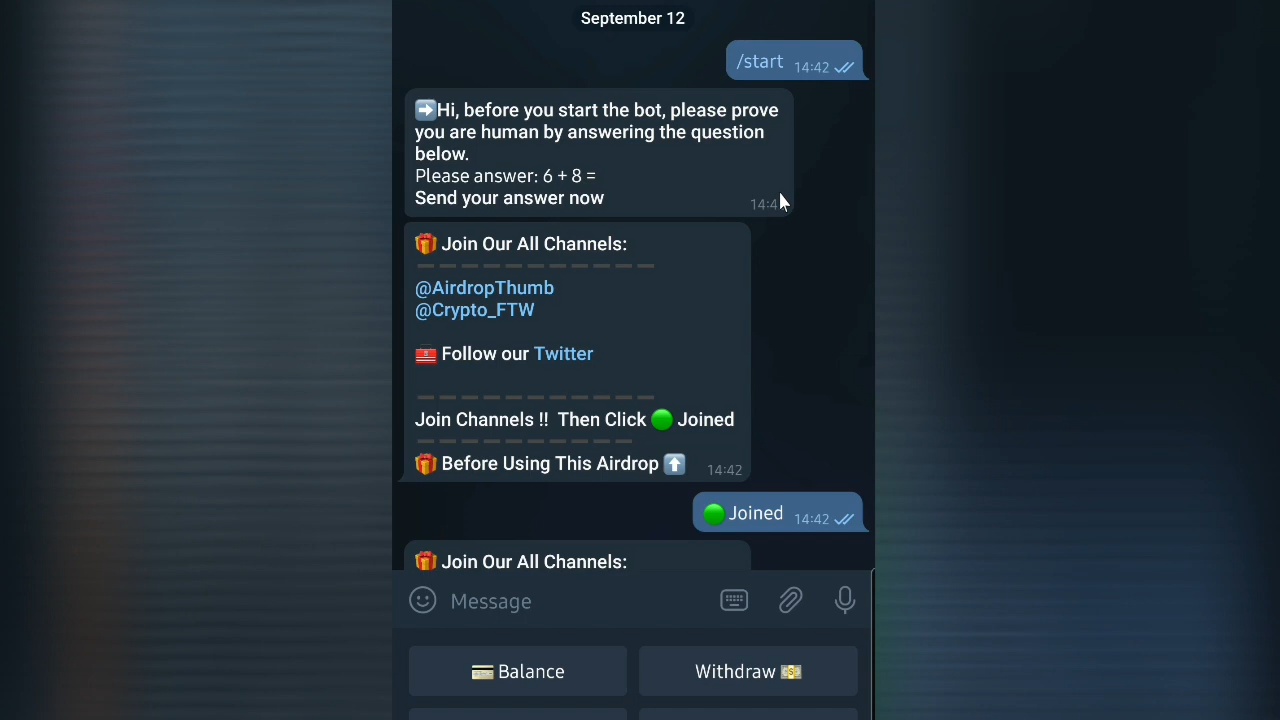 September 12
/start 14:42
➡️Hi, before you start the bot, please prove
you are human by answering the question
below.
Please answer: 6 + 8 =
Send your answer now
14:4
🎁 Join Our All Channels:
➖➖➖➖➖➖➖➖➖➖➖
@AirdropThumb
@Crypto_FTW
🧰 Follow our Twitter
➖➖➖➖➖➖➖➖➖➖➖
Join Channels !! Then Click 🟢 Joined
➖➖➖➖➖➖➖➖➖➖
🎁 Before Using This Airdrop ⬆️ 14:42
🟢 Joined 14:42
🎁 Join Our All Channels:
Message
💳 Balance
Withdraw 💵